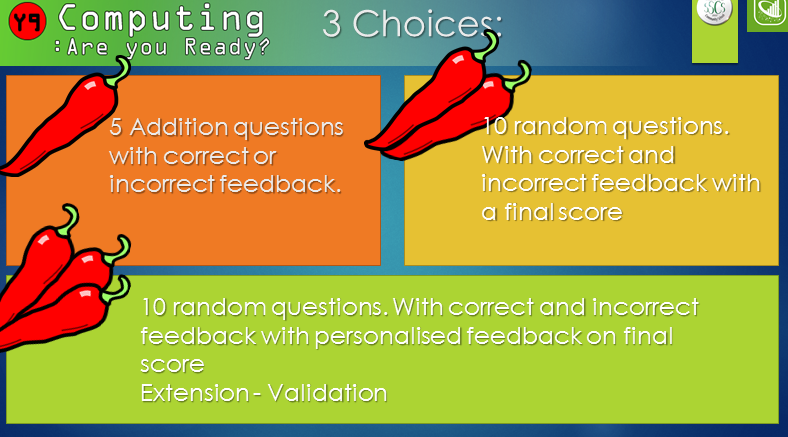 Y9 Computing
:Are you Ready?
3 Choices:
SSCS
5 Addition questions
with correct or
incorrect feedback.
10 random questions.
With correct and
incorrect feedback with
a final score
10 random questions. With correct and incorrect
feedback with personalised feedback on final
score
Extension - Validation